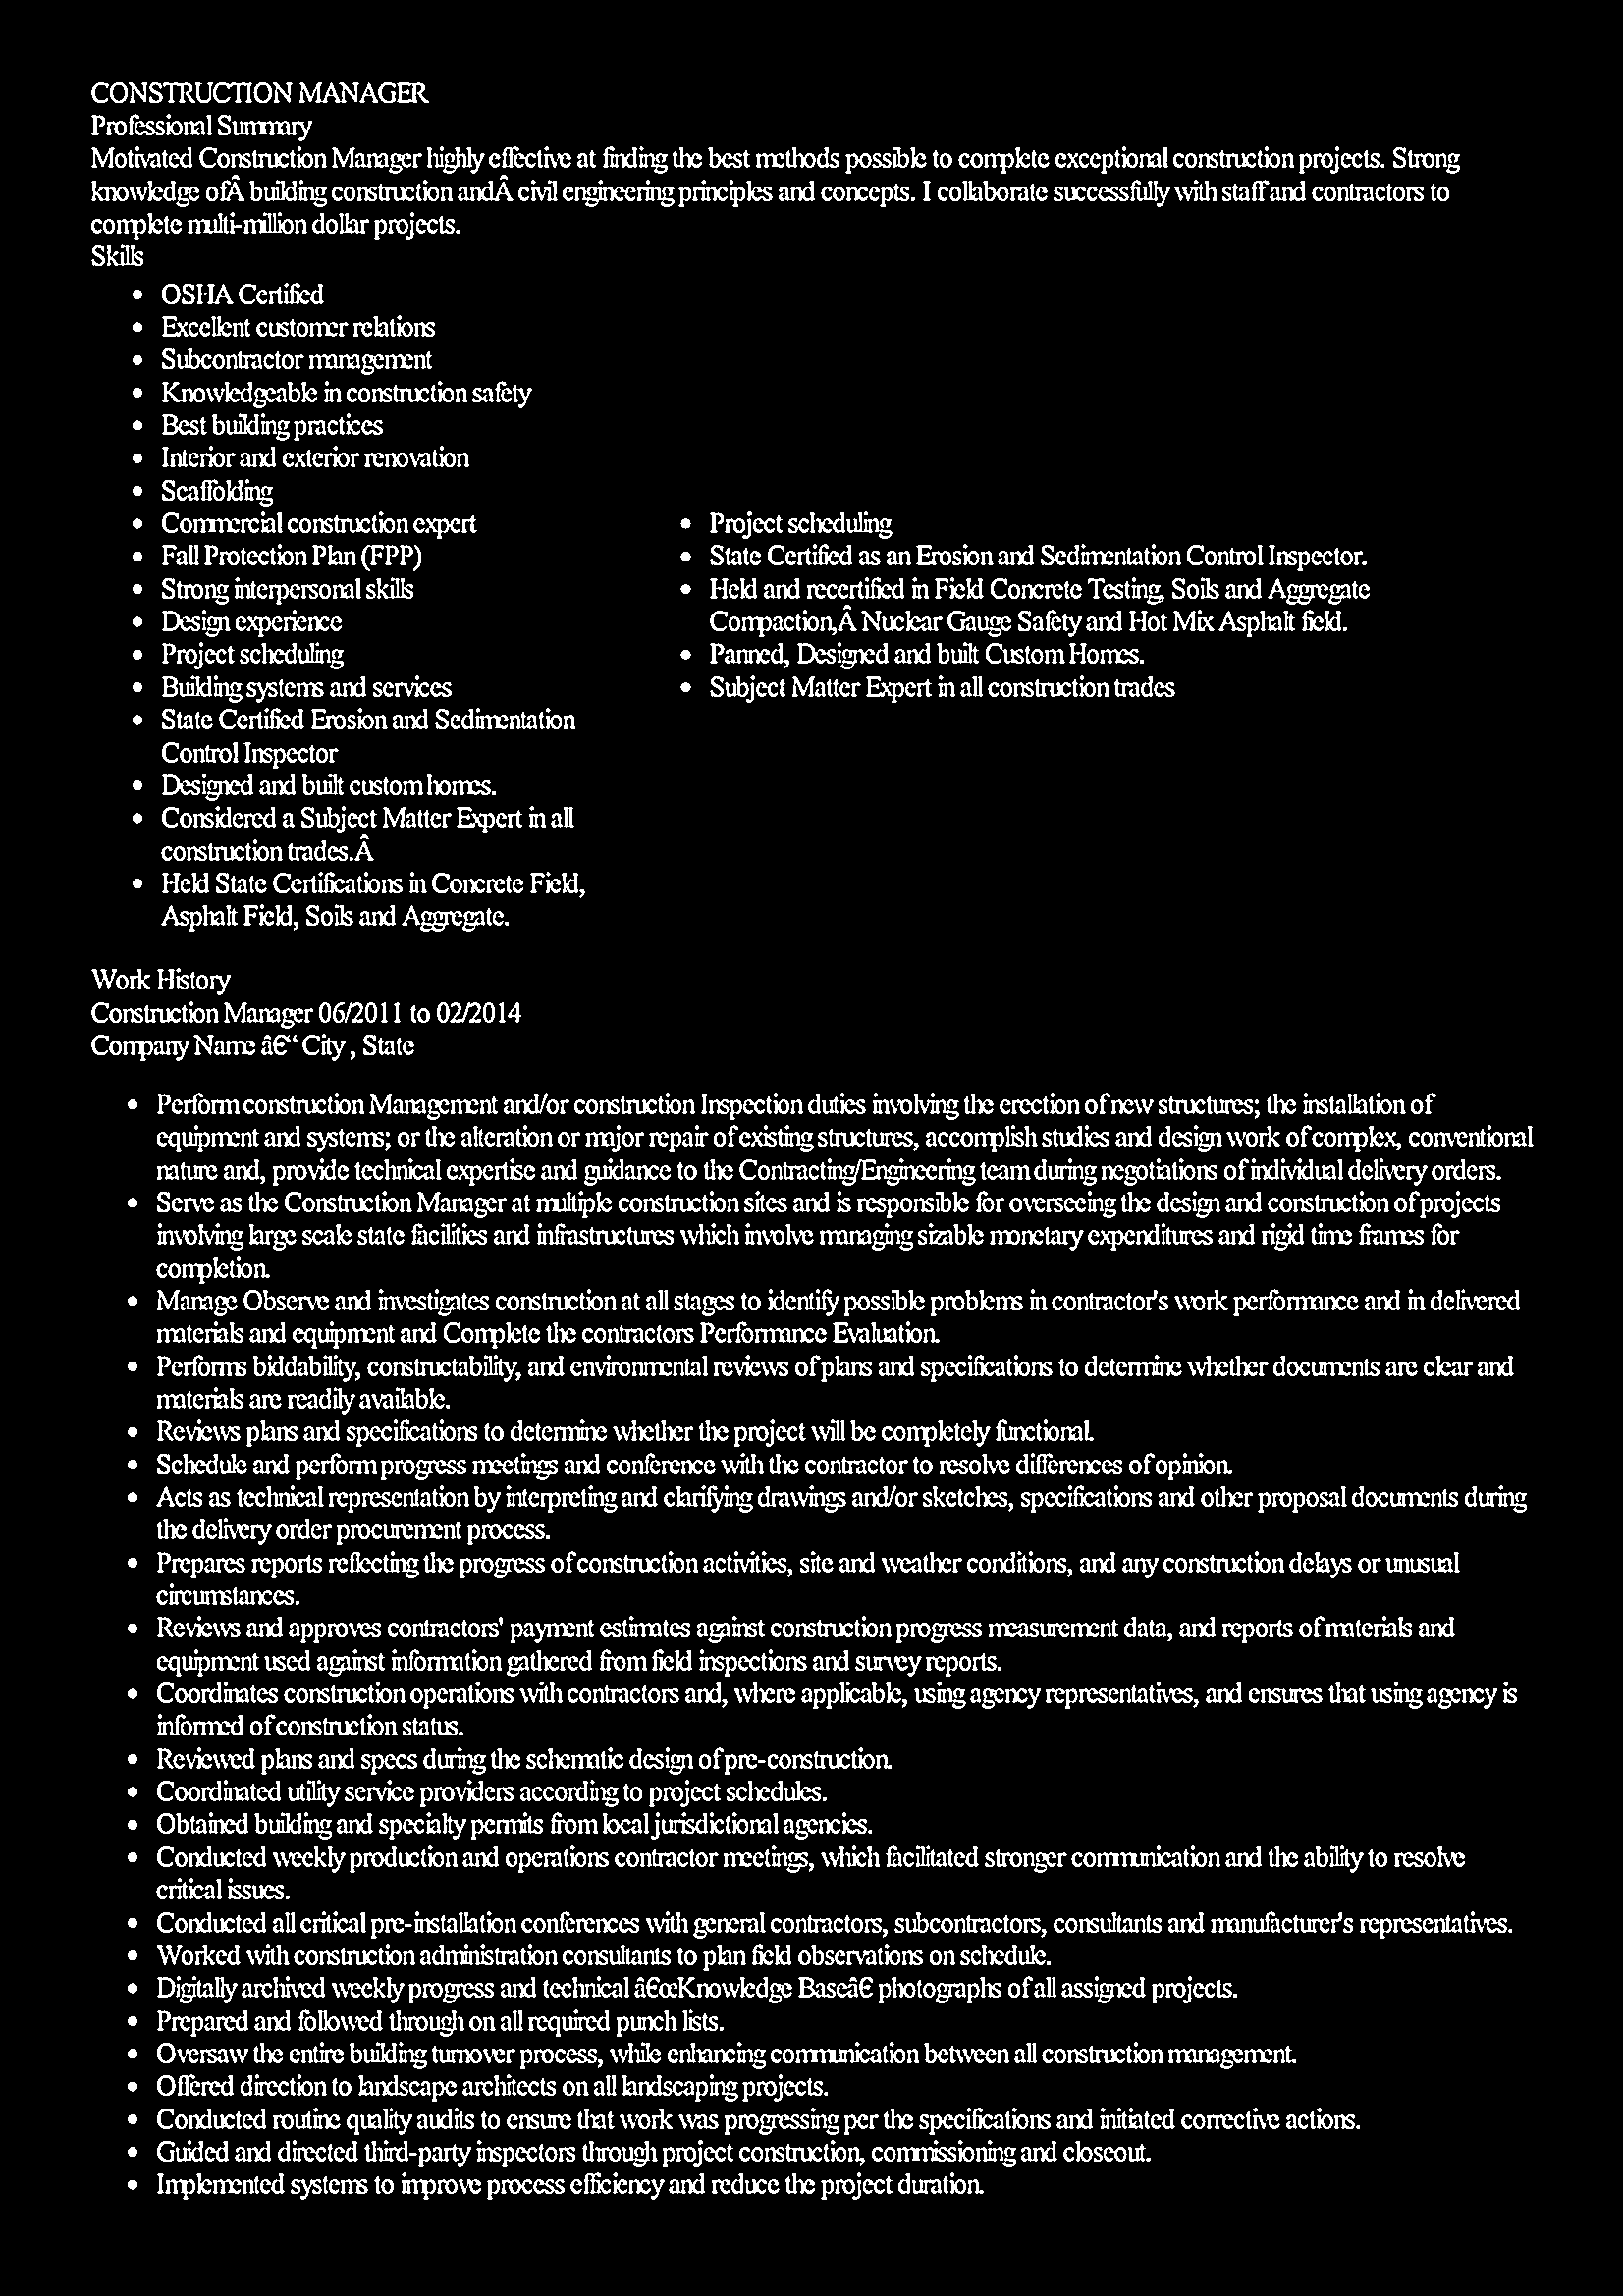 CONSTRUCTION MANAGER
Professional Summary
Motivated Construction Manager highly effective at finding the best methods possible to complete exceptional construction projects. Strong
knowledge ofÂ building construction andÂ civil engineering principles and concepts. I collaborate successfully with staff and contractors to
complete multi-million dollar projects.
Skills
• OSHA Certified
• Excellent customer relations
• Subcontractor management
• Knowledgeable in construction safety
• Best building practices
• Interior and exterior renovation
• Scaffolding
• Commercial construction expert
• Fall Protection Plan (FPP)
• Strong interpersonal skills
• Design experience
• Project scheduling
• Building systems and services
• State Certified Erosion and Sedimentation
Control Inspector
• Designed and built custom homes.
• Considered a Subject Matter Expert in all
construction trades.Â
• Held State Certifications in Concrete Field,
Asphalt Field, Soils and Aggregate.
• Project scheduling
• State Certified as an Erosion and Sedimentation Control Inspector.
• Held and recertified in Field Concrete Testing, Soils and Aggregate
Compaction,Â Nuclear Gauge Safety and Hot Mix Asphalt field.
• Panned, Designed and built Custom Homes.
• Subject Matter Expert in all construction trades
Work History
Construction Manager 06/2011 to 02/2014
Company Name â€“ City , State
• Perform construction Management and/or construction Inspection duties involving the erection of new structures; the installation of
equipment and systems; or the alteration or major repair of existing structures, accomplish studies and design work of complex, conventional
nature and, provide technical expertise and guidance to the Contracting/Engineering team during negotiations of individual delivery orders.
• Serve as the Construction Manager at multiple construction sites and is responsible for overseeing the design and construction of projects
involving large scale state facilities and infrastructures which involve managing sizable monetary expenditures and rigid time frames for
completion.
• Manage Observe and investigates construction at all stages to identify possible problems in contractor's work performance and in delivered
materials and equipment and Complete the contractors Performance Evaluation.
• Performs biddability, constructability, and environmental reviews of plans and specifications to determine whether documents are clear and
materials are readily available.
• Reviews plans and specifications to determine whether the project will be completely functional.
• Schedule and perform progress meetings and conference with the contractor to resolve differences of opinion.
• Acts as technical representation by interpreting and clarifying drawings and/or sketches, specifications and other proposal documents during
the delivery order procurement process.
• Prepares reports reflecting the progress of construction activities, site and weather conditions, and any construction delays or unusual
circumstances.
• Reviews and approves contractors' payment estimates against construction progress measurement data, and reports of materials and
equipment used against information gathered from field inspections and survey reports.
• Coordinates construction operations with contractors and, where applicable, using agency representatives, and ensures that using agency is
informed of construction status.
• Reviewed plans and specs during the schematic design of pre-construction.
• Coordinated utility service providers according to project schedules.
• Obtained building and specialty permits from local jurisdictional agencies.
• Conducted weekly production and operations contractor meetings, which facilitated stronger communication and the ability to resolve
critical issues.
• Conducted all critical pre-installation conferences with general contractors, subcontractors, consultants and manufacturer's representatives.
• Worked with construction administration consultants to plan field observations on schedule.
• Digitally archived weekly progress and technical â€œKnowledge Baseâ€ photographs of all assigned projects.
• Prepared and followed through on all required punch lists.
• Oversaw the entire building turnover process, while enhancing communication between all construction management.
• Offered direction to landscape architects on all landscaping projects.
• Conducted routine quality audits to ensure that work was progressing per the specifications and initiated corrective actions.
• Guided and directed third-party inspectors through project construction, commissioning and closeout.
• Implemented systems to improve process efficiency and reduce the project duration.